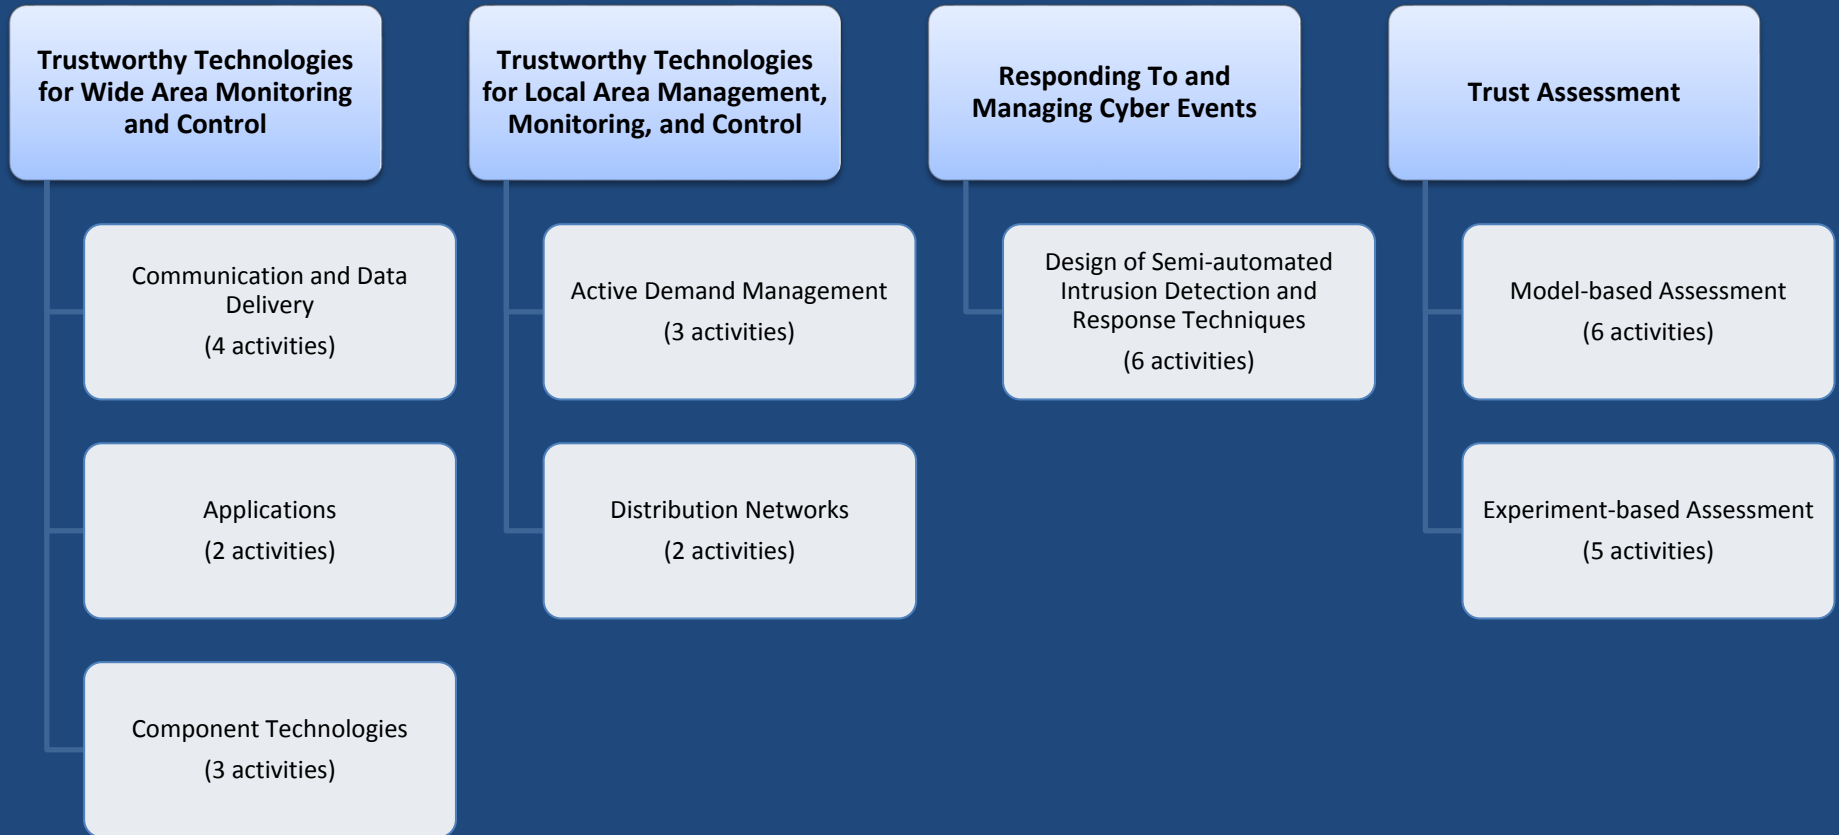 Trustworthy Technologies
for Wide Area Monitoring
and Control
Communication and Data
Delivery
(4 activities)
Applications
(2 activities)
Component Technologies
(3 activities)
Trustworthy Technologies
for Local Area Management,
Monitoring, and Control
Active Demand Management
(3 activities)
Distribution Networks
(2 activities)
Responding To and
Managing Cyber Events
Design of Semi-automated
Intrusion Detection and
Response Techniques
(6 activities)
Trust Assessment
Model-based Assessment
(6 activities)
Experiment-based Assessment
(5 activities)